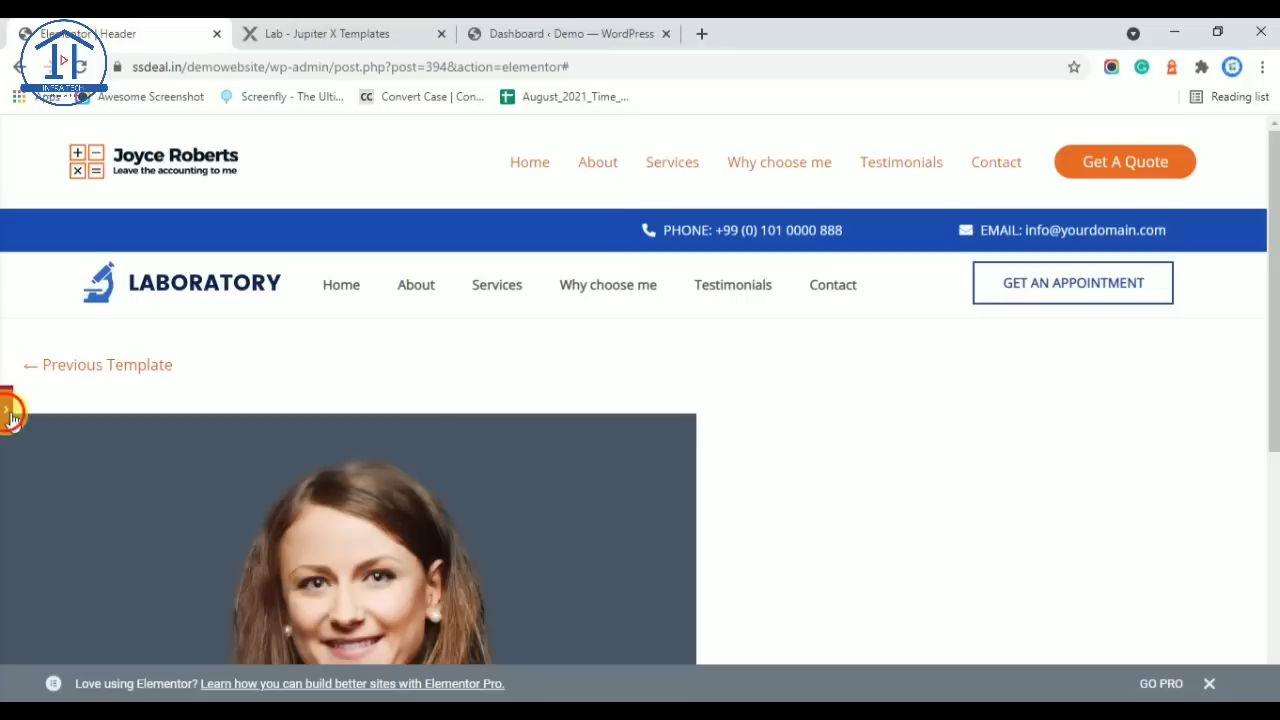 Elementor | Header
Lab - Jupiter X Templates
Dashboard ‹ Demo — WordPress
ssdeal.in/demowebsite/wp-admin/post.php?post=394&action=elementor#
INFRA TECH
Apps
Awesome Screenshot
Screenfly - The Ulti...
CC
Convert Case | Con...
August_2021_Time_...
Reading list
Joyce Roberts
Leave the accounting to me
Home
About
Services
Why choose me
Testimonials
Contact
Get A Quote
PHONE: +99 (0) 101 0000 888
EMAIL: info@yourdomain.com
LABORATORY
Home
About
Services
Why choose me
Testimonials
Contact
GET AN APPOINTMENT
← Previous Template
Love using Elementor? Learn how you can build better sites with Elementor Pro.
GO PRO